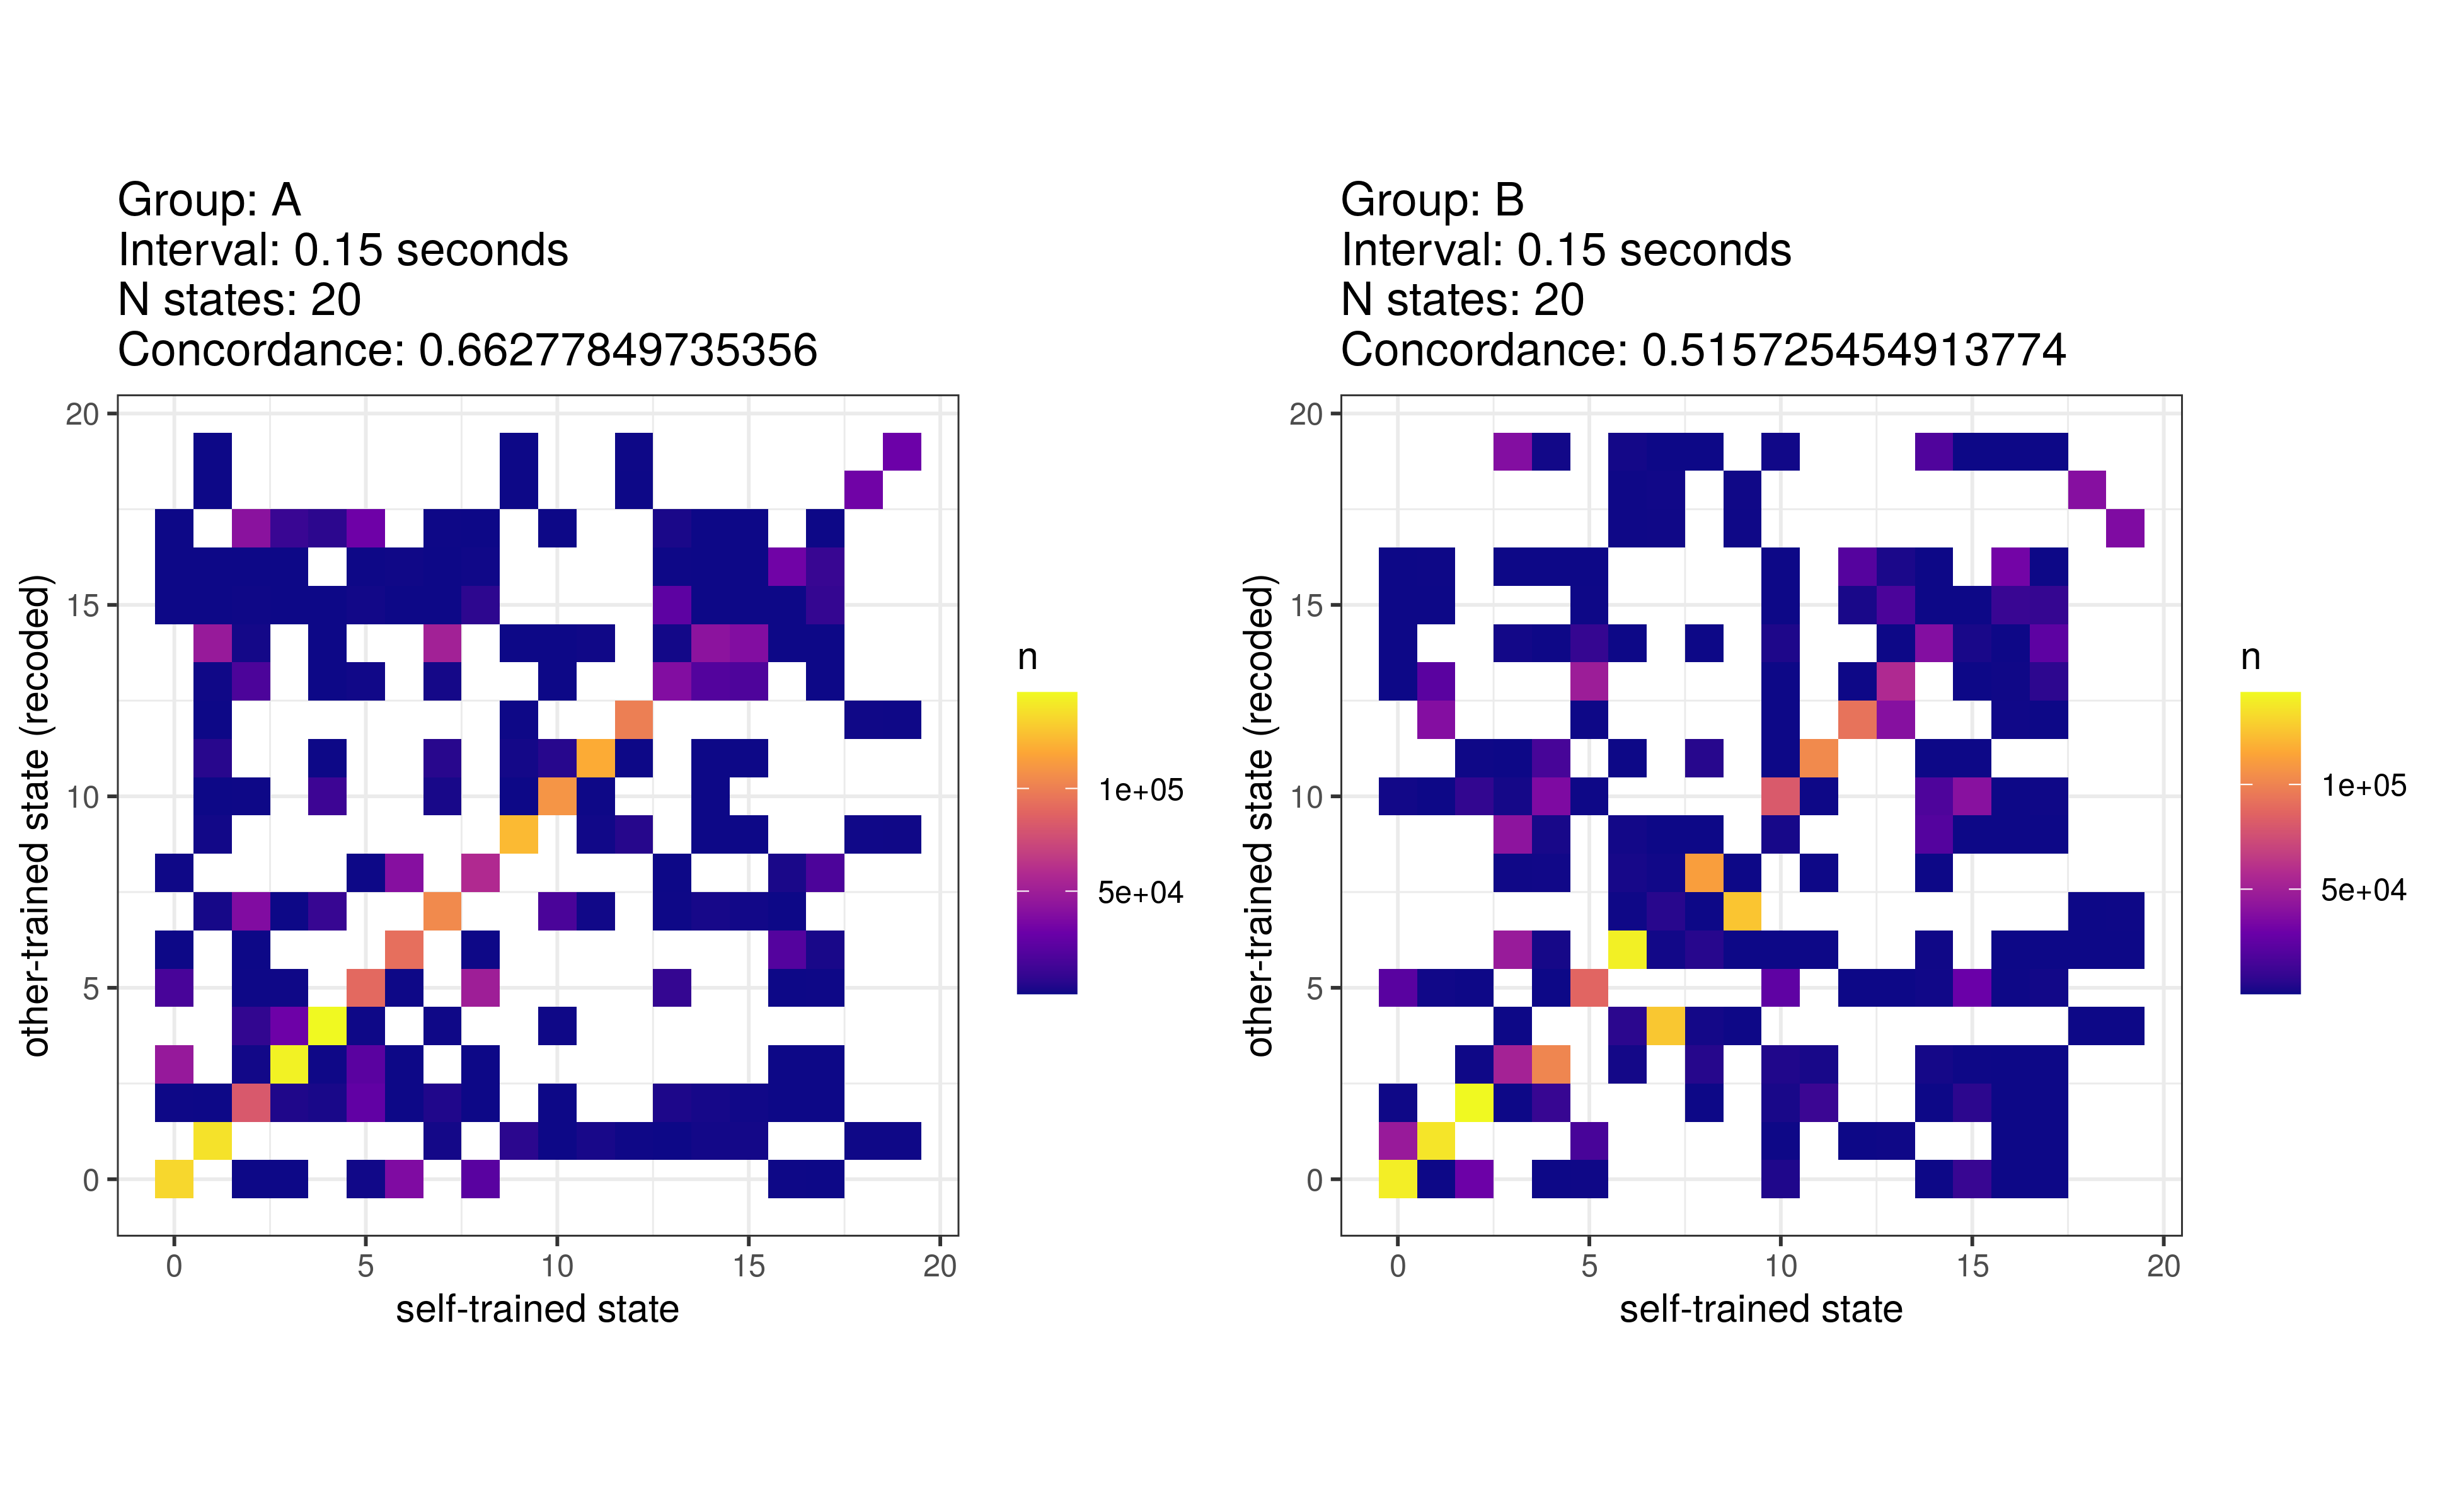 Group: A
Interval: 0.15 seconds
N states: 20
Concordance: 0.66277849735356
20
15
10
5
0
other-trained state (recoded)
0 5 10 15 20
self-trained state
n
1e+05
5e+04
Group: B
Interval: 0.15 seconds
N states: 20
Concordance: 0.515725454913774
20
15
10
5
0
other-trained state (recoded)
0 5 10 15 20
self-trained state
n
1e+05
5e+04